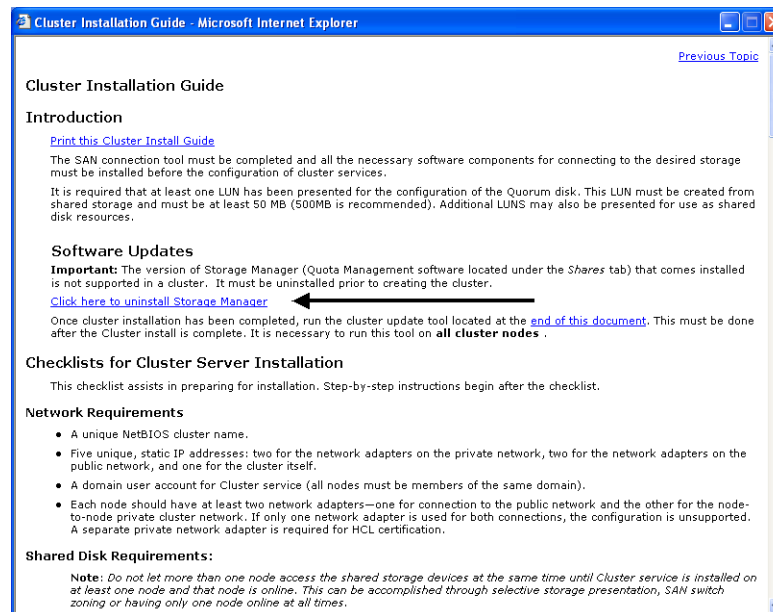 Cluster Installation Guide - Microsoft Internet Explorer
Previous Topic
Cluster Installation Guide
Introduction
Print this Cluster Install Guide
The SAN connection tool must be completed and all the necessary software components for connecting to the desired storage
must be installed before the configuration of cluster services.
It is required that at least one LUN has been presented for the configuration of the Quorum disk. This LUN must be created from
shared storage and must be at least 50 MB (500MB is recommended). Additional LUNS may also be presented for use as shared
disk resources.
Software Updates
Important: The version of Storage Manager (Quota Management software located under the Shares tab) that comes installed
is not supported in a cluster. It must be uninstalled prior to creating the cluster.
Click here to uninstall Storage Manager
Once cluster installation has been completed, run the cluster update tool located at the end of this document. This must be done
after the Cluster install is complete. It is necessary to run this tool on all cluster nodes .
Checklists for Cluster Server Installation
This checklist assists in preparing for installation. Step-by-step instructions begin after the checklist.
Network Requirements
• A unique NetBIOS cluster name.
• Five unique, static IP addresses: two for the network adapters on the private network, two for the network adapters on the
public network, and one for the cluster itself.
• A domain user account for Cluster service (all nodes must be members of the same domain).
• Each node should have at least two network adapters—one for connection to the public network and the other for the node-
to-node private cluster network. If only one network adapter is used for both connections, the configuration is unsupported.
A separate private network adapter is required for HCL certification.
Shared Disk Requirements:
Note: Do not let more than one node access the shared storage devices at the same time until Cluster service is installed on
at least one node and that node is online. This can be accomplished through selective storage presentation, SAN switch
zoning or having only one node online at all times.